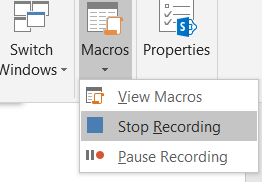 Switch
Windows
Macros
Properties
View Macros
Stop Recording
Pause Recording